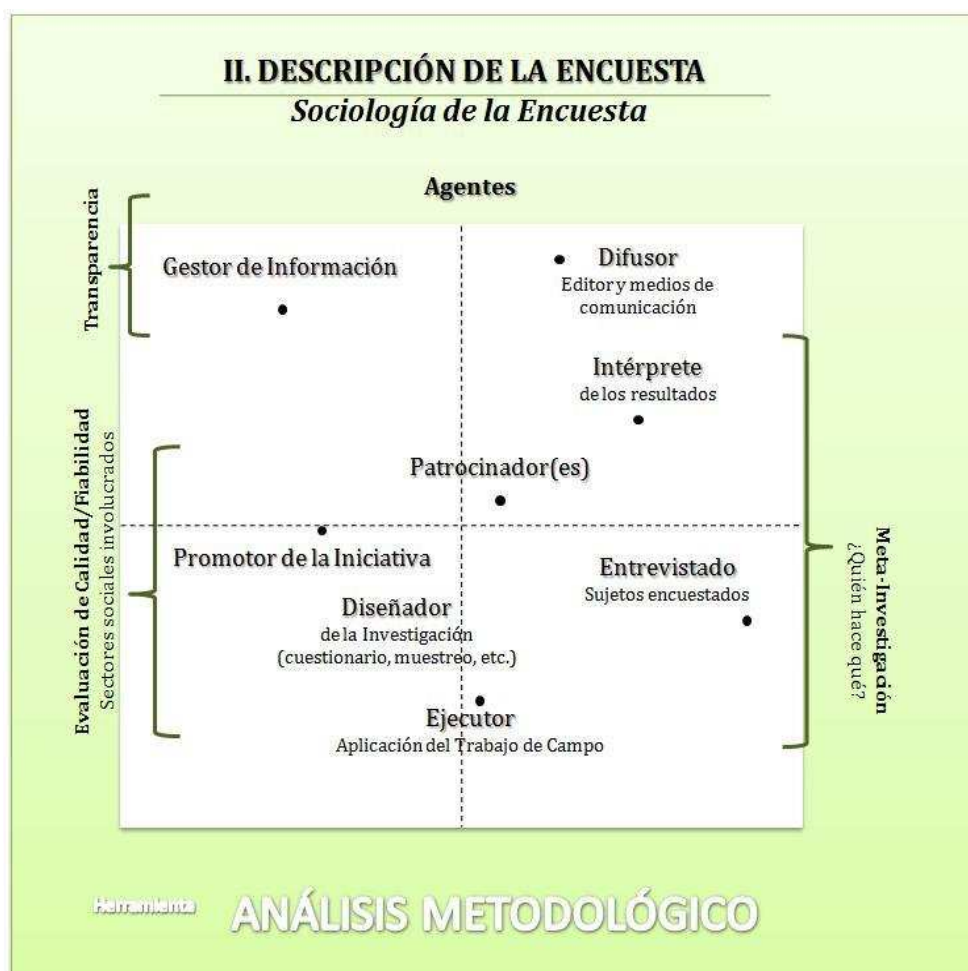 II. DESCRIPCIÓN DE LA ENCUESTA
Sociología de la Encuesta
Agentes
Transparencia
Gestor de Información
Difusor
Editor y medios de
comunicación
Intérprete
de los resultados
Patrocinador(es)
Evaluación de Calidad/Fiabilidad
Sectores sociales involucrados
Promotor de la Iniciativa
Entrevistado
Sujetos encuestados
Diseñador
de la Investigación
(cuestionario, muestreo, etc.)
Ejecutor
Aplicación del Trabajo de Campo
Meta-Investigación
¿Quién hace qué?
Herramienta
ANÁLISIS METODOLÓGICO